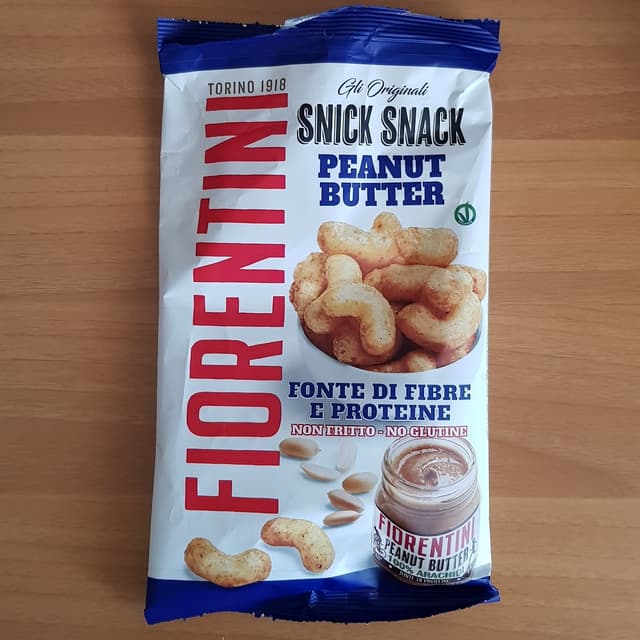 TORINO 1918
FIORENTINI
Gli Originali
SNICK SNACK
PEANUT
BUTTER
FONTE DI FIBRE
E PROTEINE
NON FRITTO - NO GLUTINE
FIORENTINI
PEANUT BUTTER
100% ARACHIDI